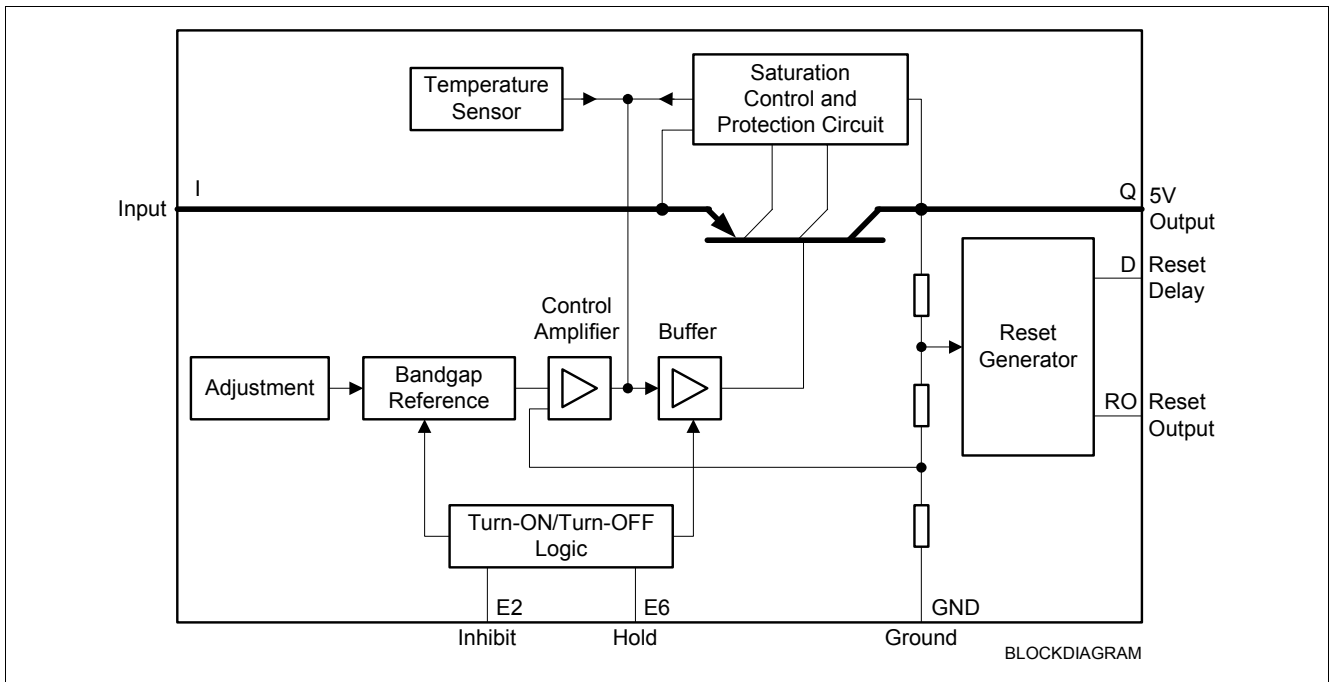 Temperature
Sensor
Saturation
Control and
Protection Circuit
I
Input
Q
5V
Output
D
Reset
Delay
Control
Amplifier
Buffer
Reset
Generator
Adjustment
Bandgap
Reference
RO
Reset
Output
Turn-ON/Turn-OFF
Logic
E2
Inhibit
E6
Hold
GND
Ground
BLOCKDIAGRAM